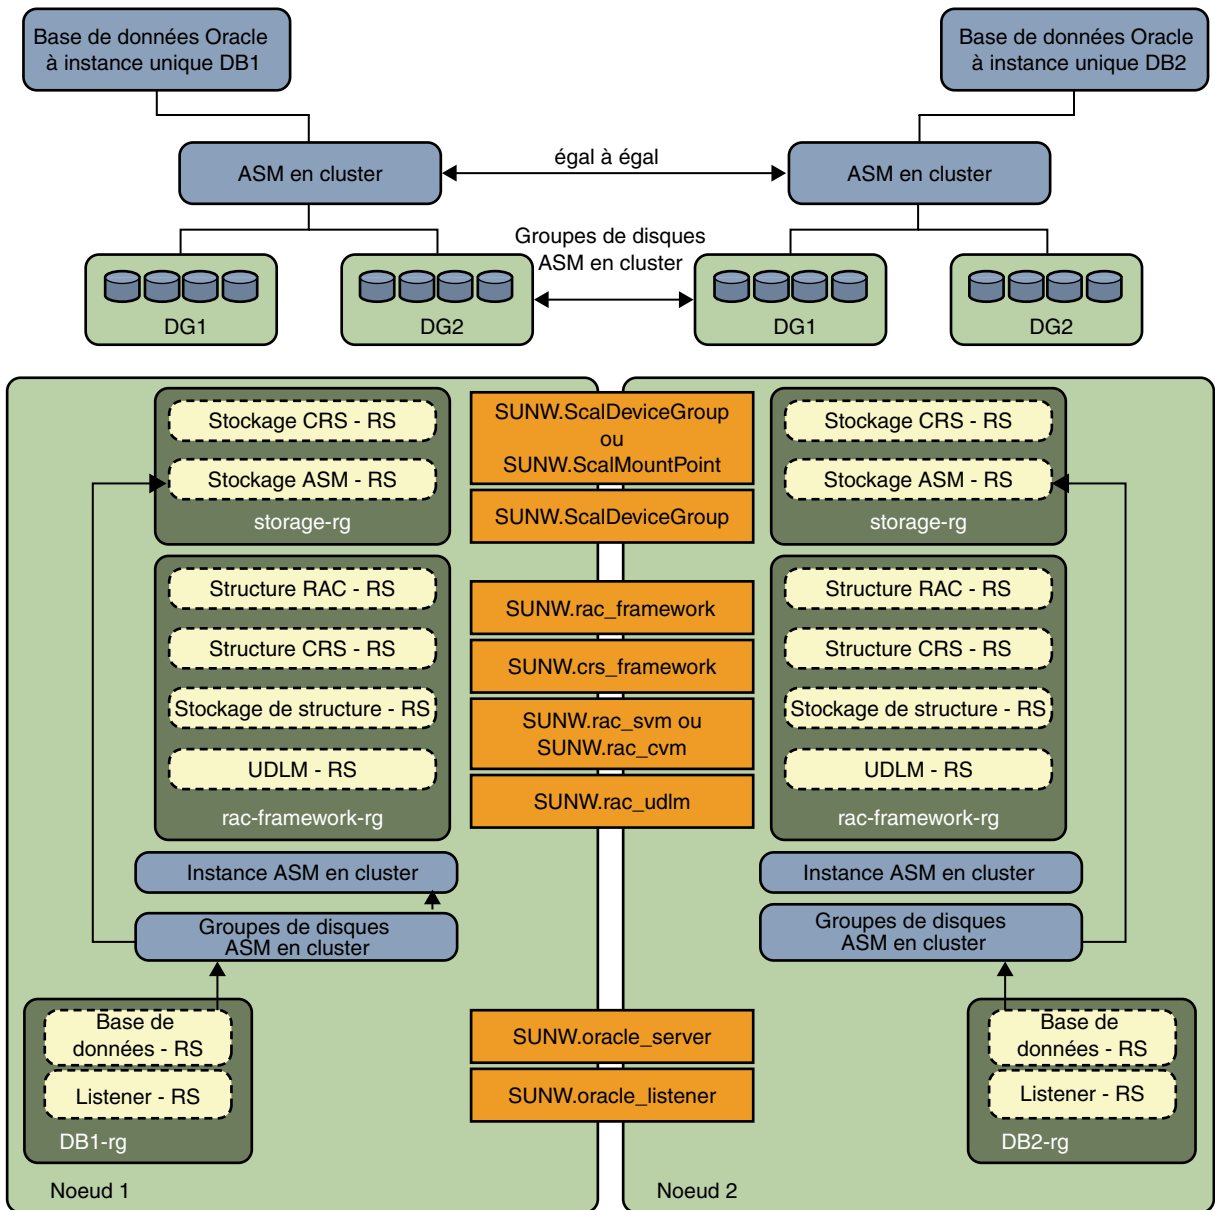 Base de données Oracle
à instance unique DB1
Base de données Oracle
à instance unique DB2
ASM en cluster
égal à égal
ASM en cluster
Groupes de disques
ASM en cluster
DG1
DG2
DG1
DG2
Stockage CRS - RS
Stockage ASM - RS
storage-rg
SUNW.ScalDeviceGroup
ou
SUNW.ScalMountPoint
SUNW.ScalDeviceGroup
Stockage CRS - RS
Stockage ASM - RS
storage-rg
Structure RAC - RS
Structure CRS - RS
Stockage de structure - RS
UDLM - RS
rac-framework-rg
SUNW.rac_framework
SUNW.crs_framework
SUNW.rac_svm ou
SUNW.rac_cvm
SUNW.rac_udlm
Structure RAC - RS
Structure CRS - RS
Stockage de structure - RS
UDLM - RS
rac-framework-rg
Instance ASM en cluster
Groupes de disques
ASM en cluster
Instance ASM en cluster
Groupes de disques
ASM en cluster
Base de
données - RS
Listener - RS
DB1-rg
SUNW.oracle_server
SUNW.oracle_listener
Base de
données - RS
Listener - RS
DB2-rg
Noeud 1
Noeud 2